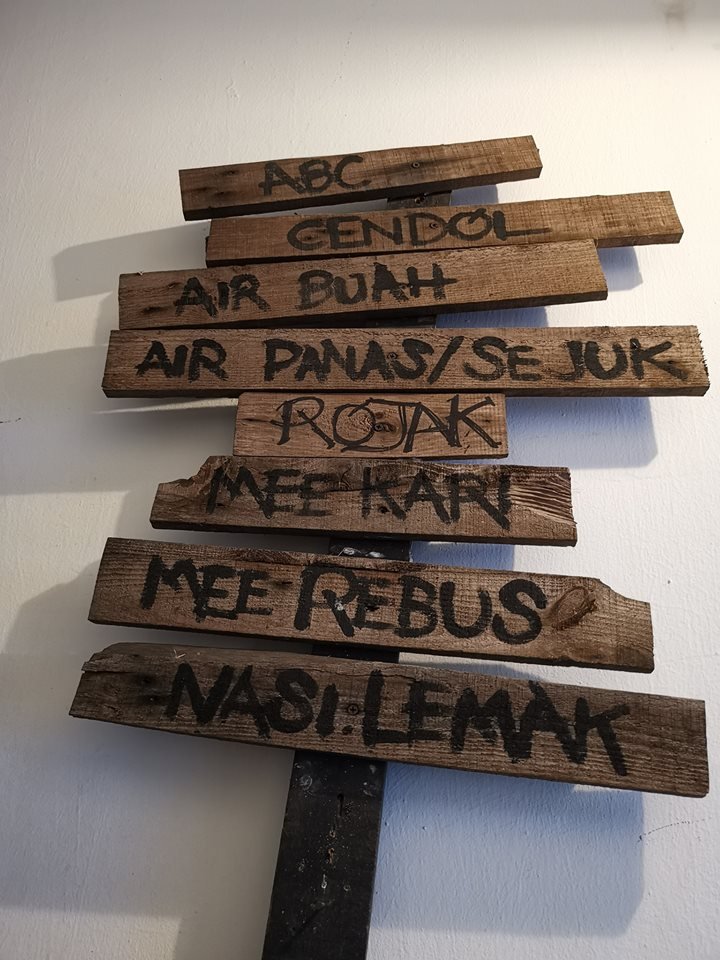 ABC
CENDOL
AIR BUAH
AIR PANAS/SEJUK
ROJAK
MEE KARI
MEE REBUS
NASI LEMAK